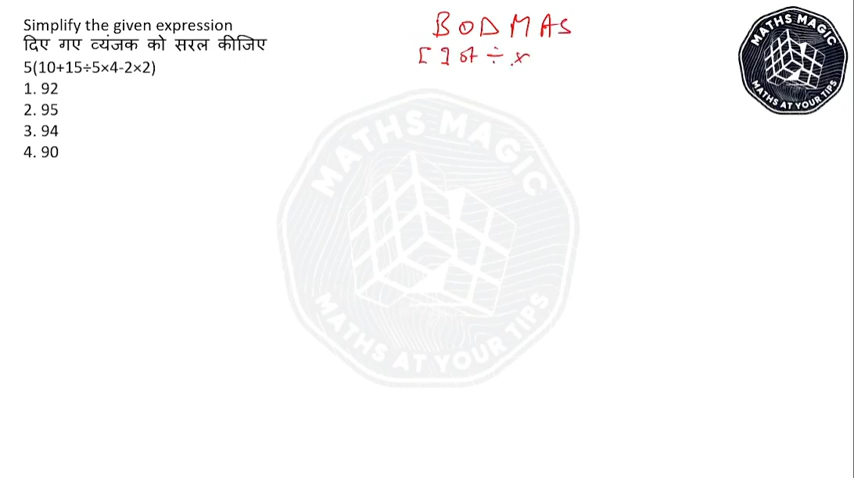 Simplify the given expression
दिए गए व्यंजक को सरल कीजिए
5(10+15÷5×4-2×2)
1. 92
2. 95
3. 94
4. 90
BODMAS
[ ] of ÷ ×
MATHS MAGIC
MATHS AT YOUR TIPS
MATHS MAGIC
MATHS AT YOUR TIPS